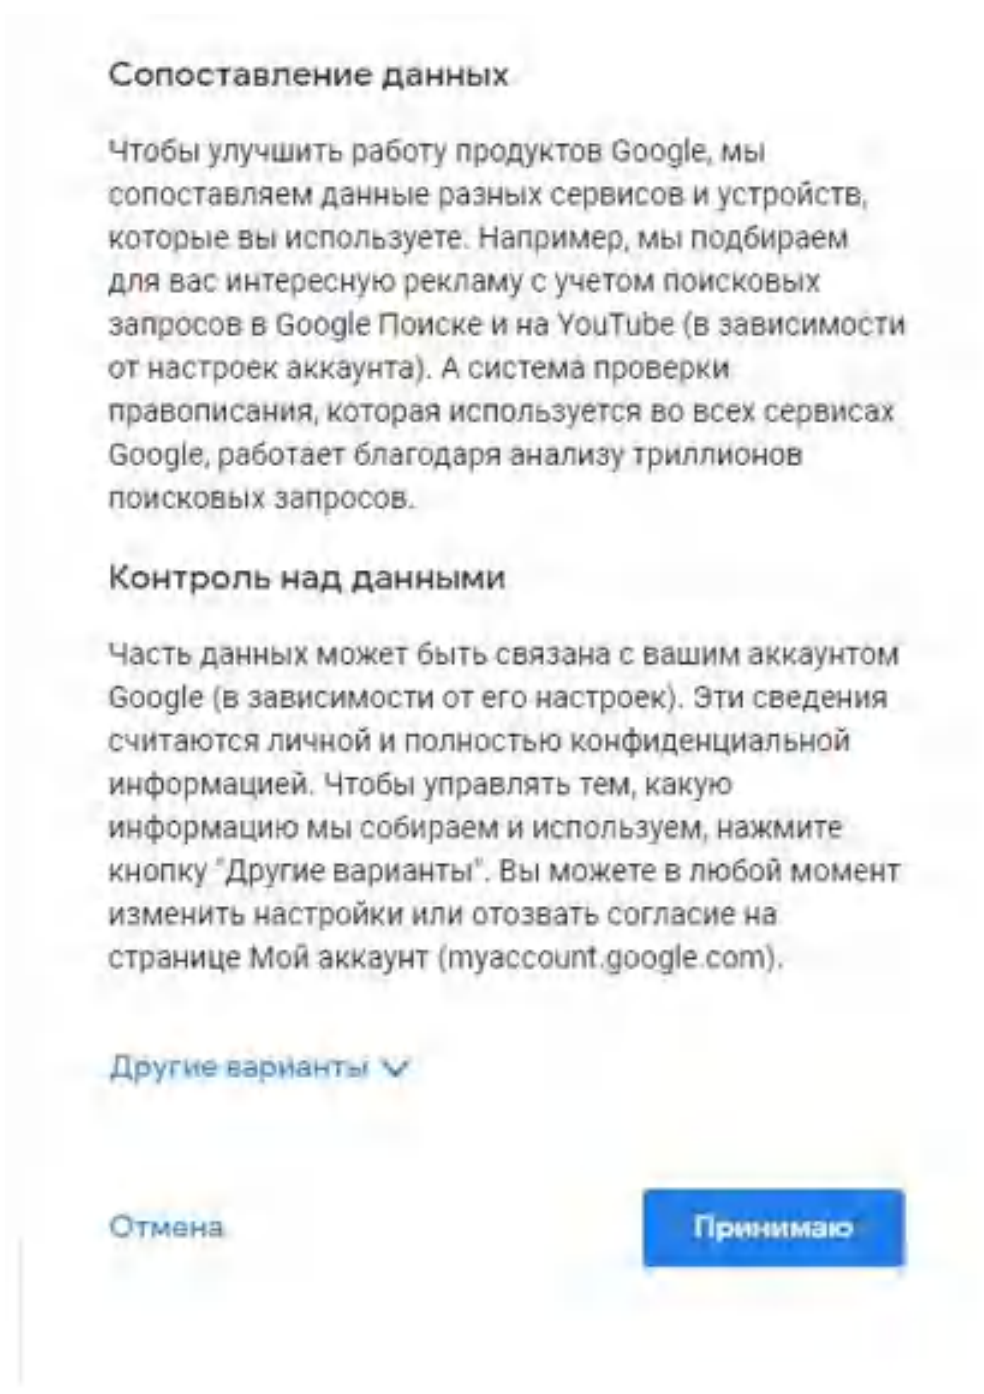 Сопоставление данных
Чтобы улучшить работу продуктов Google, мы
сопоставляем данные разных сервисов и устройств,
которые вы используете. Например, мы подбираем
для вас интересную рекламу с учетом поисковых
запросов в Google Поиске и на YouTube (в зависимости
от настроек аккаунта). А система проверки
правописания, которая используется во всех сервисах
Google, работает благодаря анализу триллионов
поисковых запросов.
Контроль над данными
Часть данных может быть связана с вашим аккаунтом
Google (в зависимости от его настроек). Эти сведения
считаются личной и полностью конфиденциальной
информацией. Чтобы управлять тем, какую
информацию мы собираем и используем, нажмите
кнопку "Другие варианты". Вы можете в любой момент
изменить настройки или отозвать согласие на
странице Мой аккаунт (myaccount.google.com).
Другие варианты
Отмена
Принимаю